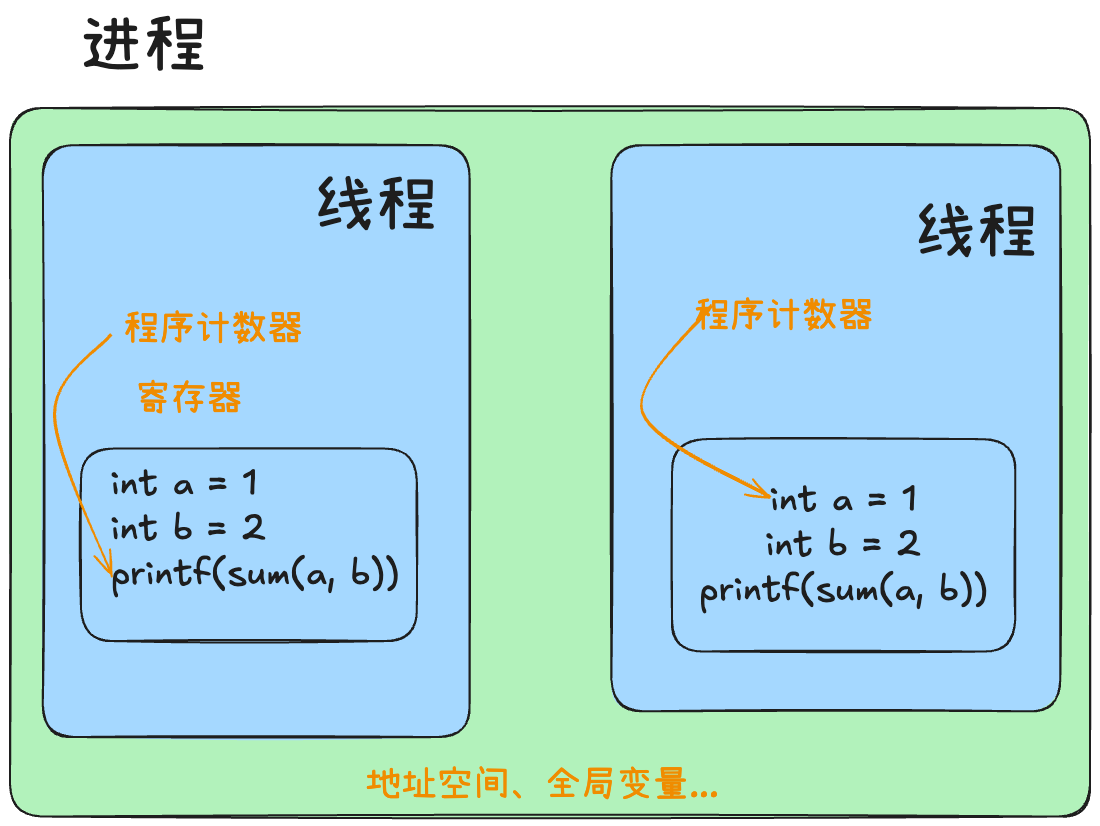 进程
线程
程序计数器
寄存器
int a = 1
int b = 2
printf(sum(a, b))
线程
程序计数器
int a = 1
int b = 2
printf(sum(a, b))
地址空间、全局变量...